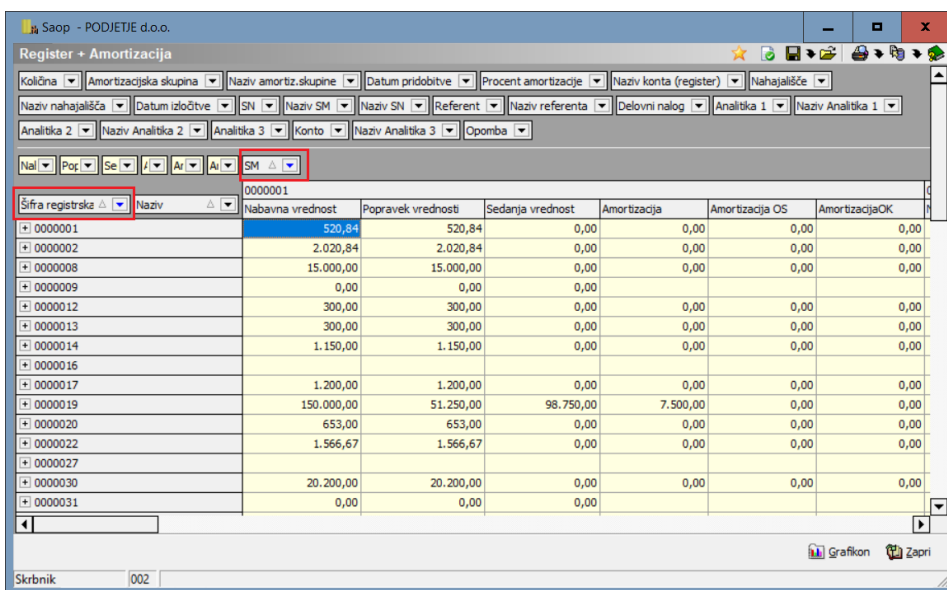 Saop - PODJETJE d.o.o.
Register + Amortizacija
Količina Amortizacijska skupina Naziv amortiz.skupine Datum pridobitve Procent amortizacije Naziv konta (register) Nahajališče
Naziv nahajališča Datum izločitve SN Naziv SM Naziv SN Referent Naziv referenta Delovni nalog Analitika 1 Naziv Analitika 1
Analitika 2 Naziv Analitika 2 Analitika 3 Konto Naziv Analitika 3 Opomba
Nal Se SM
0000001
Šifra registrska Naziv Nabavna vrednost Popravek vrednosti Sedanja vrednost Amortizacija Amortizacija OS AmortizacijaOK
0000001 520,84 520,84 0,00 0,00 0,00 0,00
0000002 2.020,84 2.020,84 0,00 0,00 0,00 0,00
0000008 15.000,00 15.000,00 0,00 0,00 0,00 0,00
0000009 0,00 0,00 0,00
0000012 300,00 300,00 0,00 0,00 0,00 0,00
0000013 300,00 300,00 0,00 0,00 0,00 0,00
0000014 1.150,00 1.150,00 0,00 0,00 0,00 0,00
0000016
0000017 1.200,00 1.200,00 0,00 0,00 0,00 0,00
0000019 150.000,00 51.250,00 98.750,00 7.500,00 0,00 0,00
0000020 653,00 653,00 0,00 0,00 0,00 0,00
0000022 1.566,67 1.566,67 0,00 0,00 0,00 0,00
0000027
0000030 20.200,00 20.200,00 0,00 0,00 0,00 0,00
0000031 0,00 0,00 0,00
Grafikon Zapri
Skrbnik 002